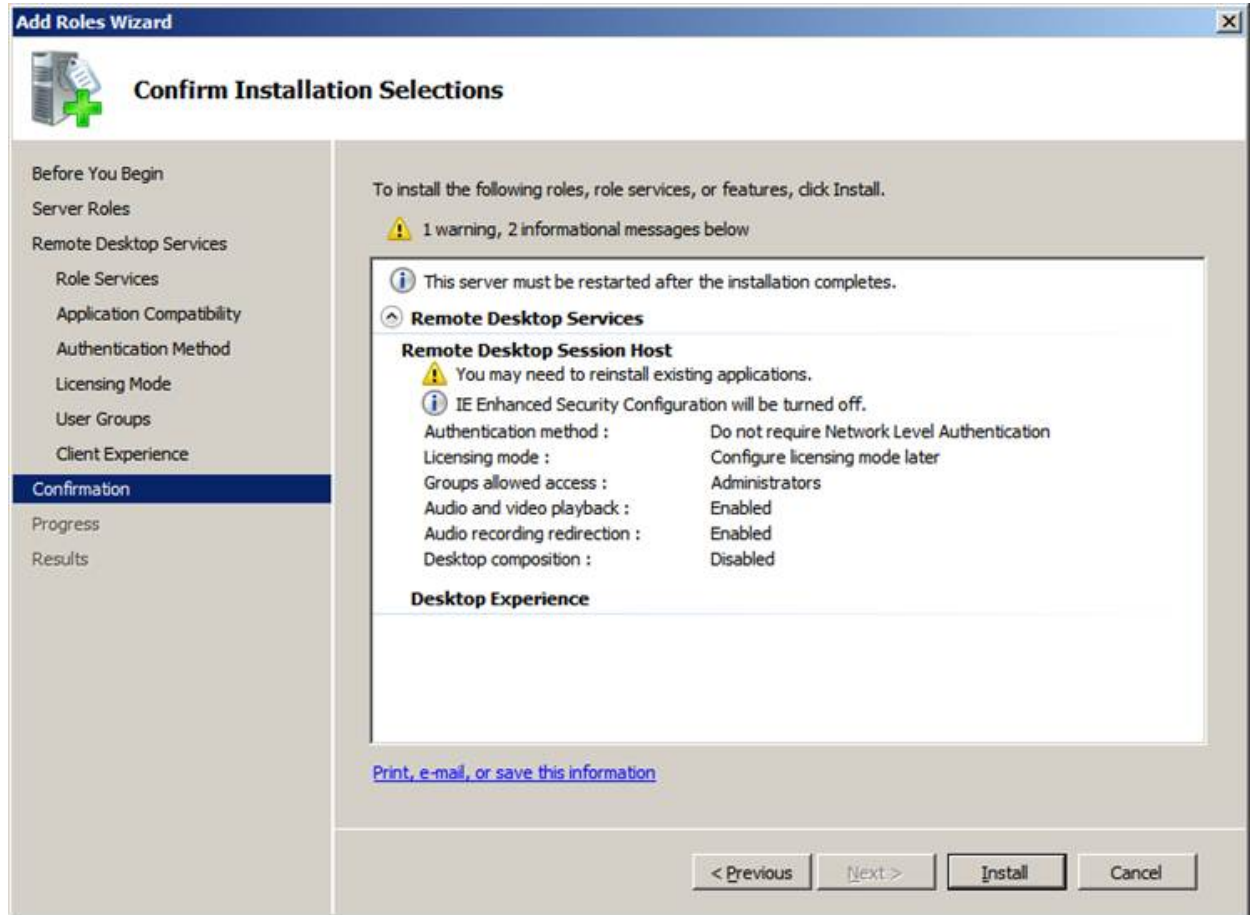 Add Roles Wizard
Confirm Installation Selections
Before You Begin
Server Roles
Remote Desktop Services
Role Services
Application Compatibility
Authentication Method
Licensing Mode
User Groups
Client Experience
Confirmation
Progress
Results
To install the following roles, role services, or features, click Install.
1 warning, 2 informational messages below
This server must be restarted after the installation completes.
Remote Desktop Services
Remote Desktop Session Host
You may need to reinstall existing applications.
IE Enhanced Security Configuration will be turned off.
Authentication method : Do not require Network Level Authentication
Licensing mode : Configure licensing mode later
Groups allowed access : Administrators
Audio and video playback : Enabled
Audio recording redirection : Enabled
Desktop composition : Disabled
Desktop Experience
Print, e-mail, or save this information
< Previous Next > Install Cancel